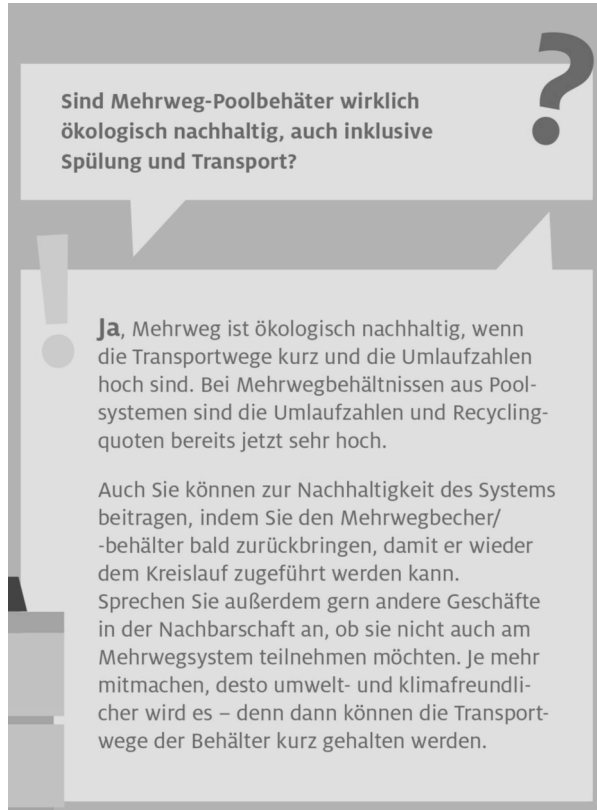 Sind Mehrweg-Poolbehäter wirklich
ökologisch nachhaltig, auch inklusive
Spülung und Transport?
?
!
Ja, Mehrweg ist ökologisch nachhaltig, wenn
die Transportwege kurz und die Umlaufzahlen
hoch sind. Bei Mehrwegbehältnissen aus Pool-
systemen sind die Umlaufzahlen und Recycling-
quoten bereits jetzt sehr hoch.
Auch Sie können zur Nachhaltigkeit des Systems
beitragen, indem Sie den Mehrwegbecher/
-behälter bald zurückbringen, damit er wieder
dem Kreislauf zugeführt werden kann.
Sprechen Sie außerdem gern andere Geschäfte
in der Nachbarschaft an, ob sie nicht auch am
Mehrwegsystem teilnehmen möchten. Je mehr
mitmachen, desto umwelt- und klimafreundli-
cher wird es – denn dann können die Transport-
wege der Behälter kurz gehalten werden.